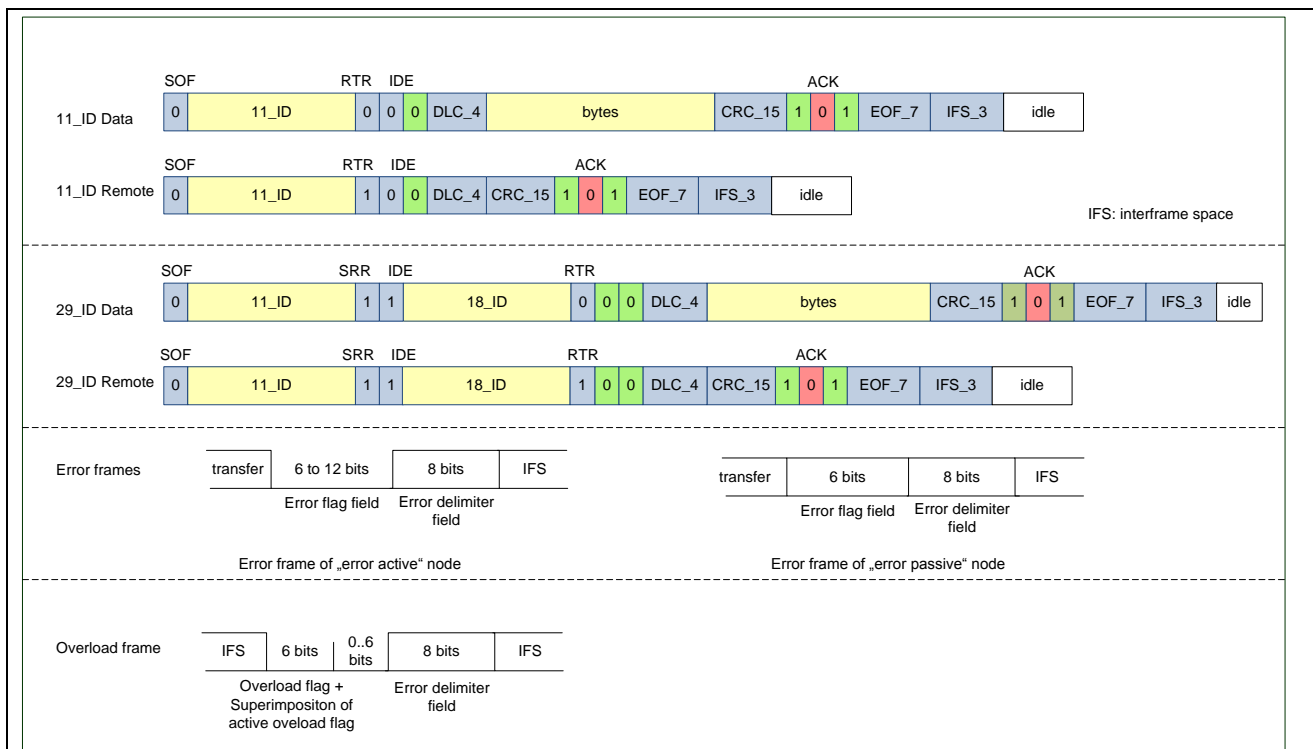 SOF RTR IDE ACK
11_ID Data 0 11_ID 0 0 0 DLC_4 bytes CRC_15 1 0 1 EOF_7 IFS_3 idle
SOF RTR IDE ACK
11_ID Remote 0 11_ID 1 0 0 DLC_4 CRC_15 1 0 1 EOF_7 IFS_3 idle
IFS: interframe space
SOF SRR IDE RTR ACK
29_ID Data 0 11_ID 1 1 18_ID 0 0 0 DLC_4 bytes CRC_15 1 0 1 EOF_7 IFS_3 idle
SOF SRR IDE RTR ACK
29_ID Remote 0 11_ID 1 1 18_ID 1 0 0 DLC_4 CRC_15 1 0 1 EOF_7 IFS_3 idle
Error frames
transfer 6 to 12 bits 8 bits IFS
Error flag field Error delimiter
field
Error frame of „error active“ node
transfer 6 bits 8 bits IFS
Error flag field Error delimiter
field
Error frame of „error passive“ node
Overload frame
IFS 6 bits 0..6
bits 8 bits IFS
Overload flag +
Superimpositon of
active oveload flag
Error delimiter
field